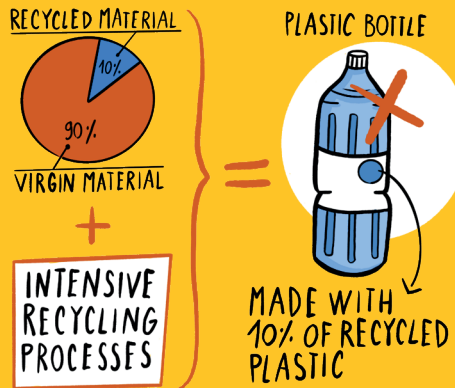 RECYCLED MATERIAL
10%
90%
VIRGIN MATERIAL
+
INTENSIVE
RECYCLING
PROCESSES
=
PLASTIC BOTTLE
MADE WITH
10% OF RECYCLED
PLASTIC